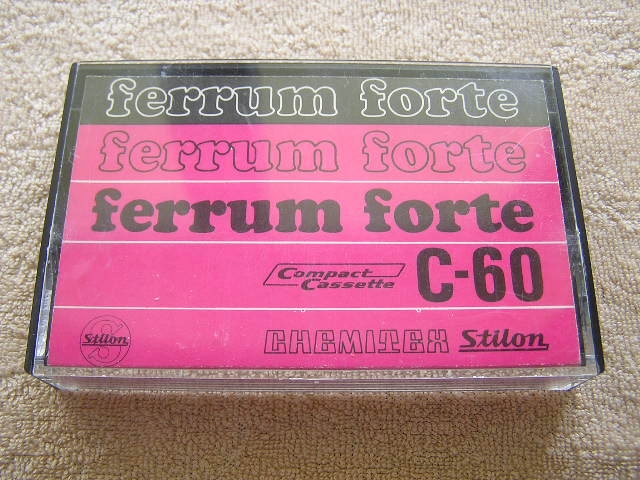 ferrum forte
ferrum forte
ferrum forte
Compact
Cassette
C-60
Stilon
CHEMITEX Stilon